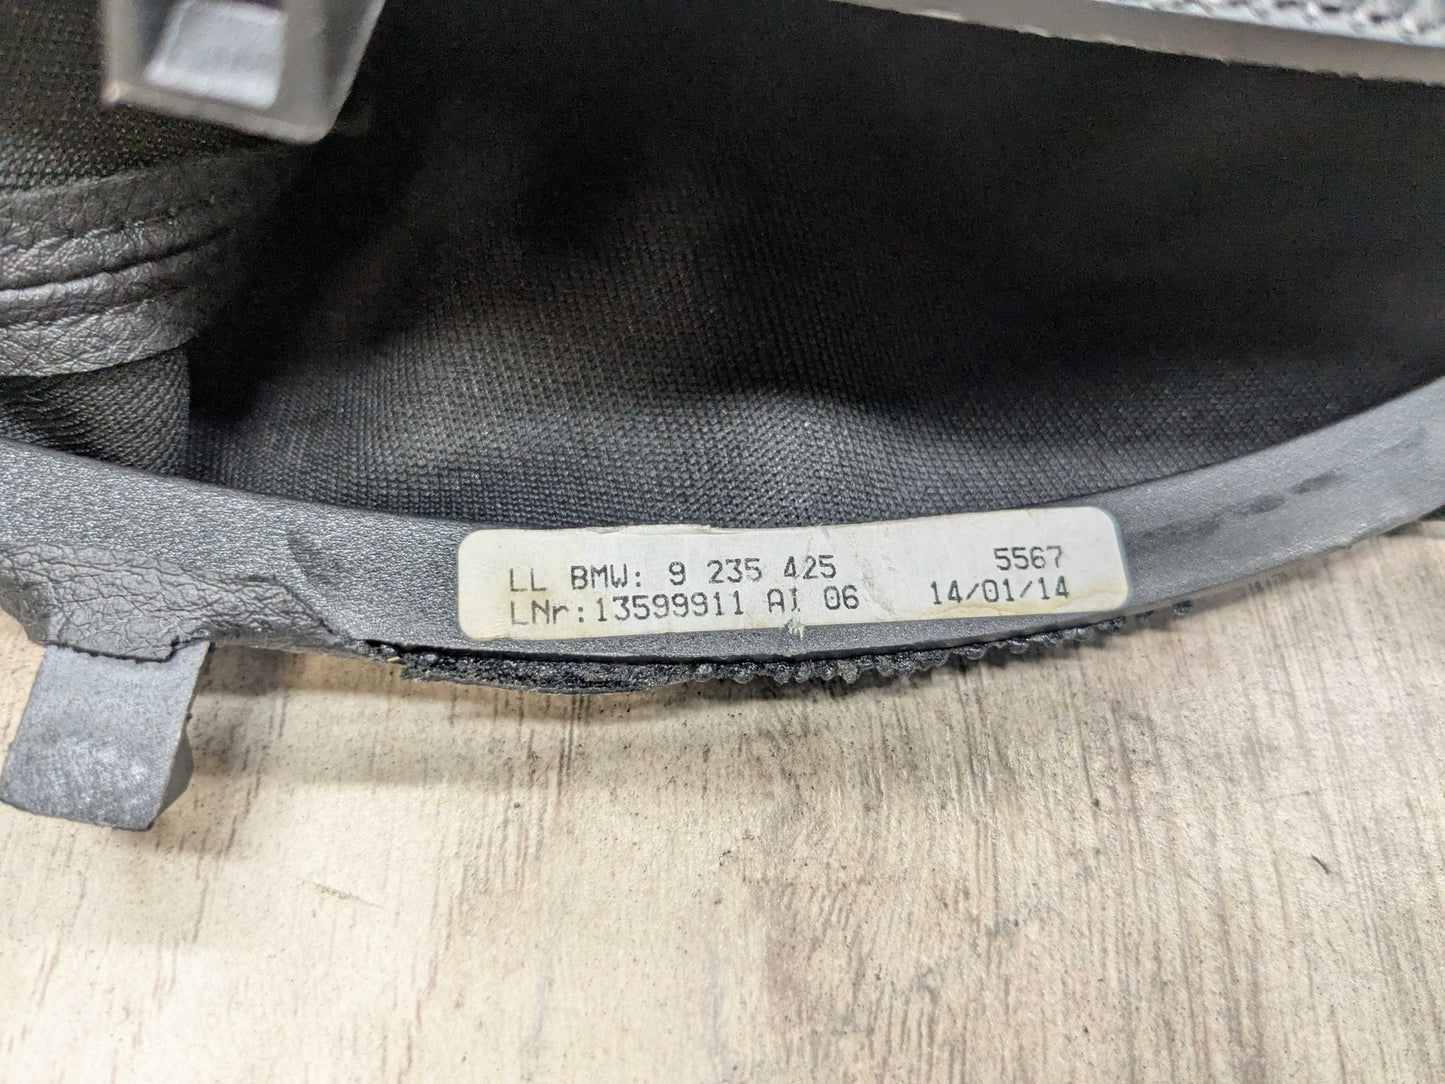 LL BMW: 9 235 425 5567
LNr:13599911 AI 06 14/01/14